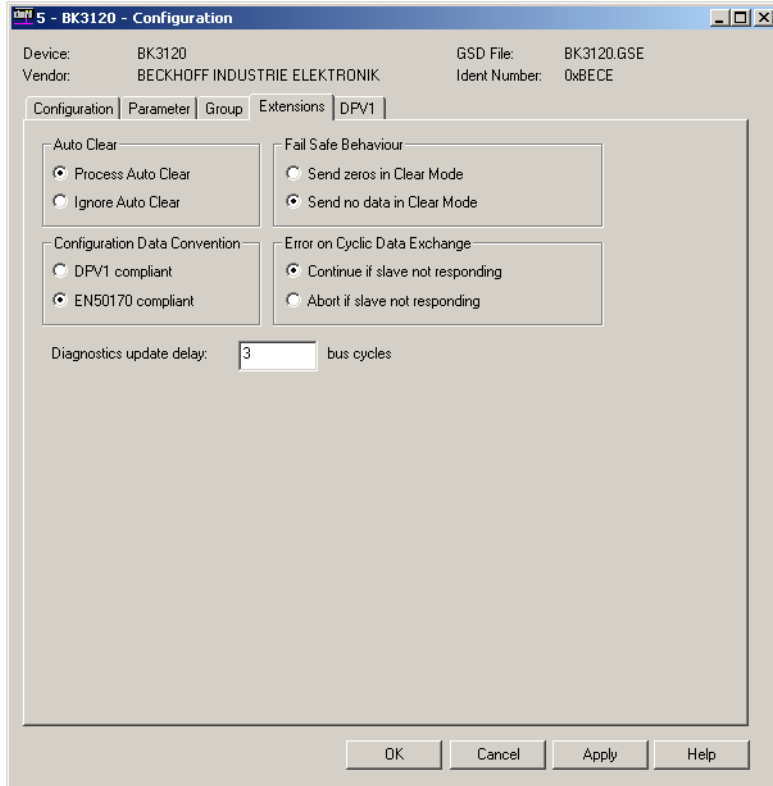 5 - BK3120 - Configuration
Device: BK3120 GSD File: BK3120.GSE
Vendor: BECKHOFF INDUSTRIE ELEKTRONIK Ident Number: 0xBECE
Configuration Parameter Group Extensions DPV1
Auto Clear
Process Auto Clear
Ignore Auto Clear
Fail Safe Behaviour
Send zeros in Clear Mode
Send no data in Clear Mode
Configuration Data Convention
DPV1 compliant
EN50170 compliant
Error on Cyclic Data Exchange
Continue if slave not responding
Abort if slave not responding
Diagnostics update delay: 3 bus cycles
OK Cancel Apply Help